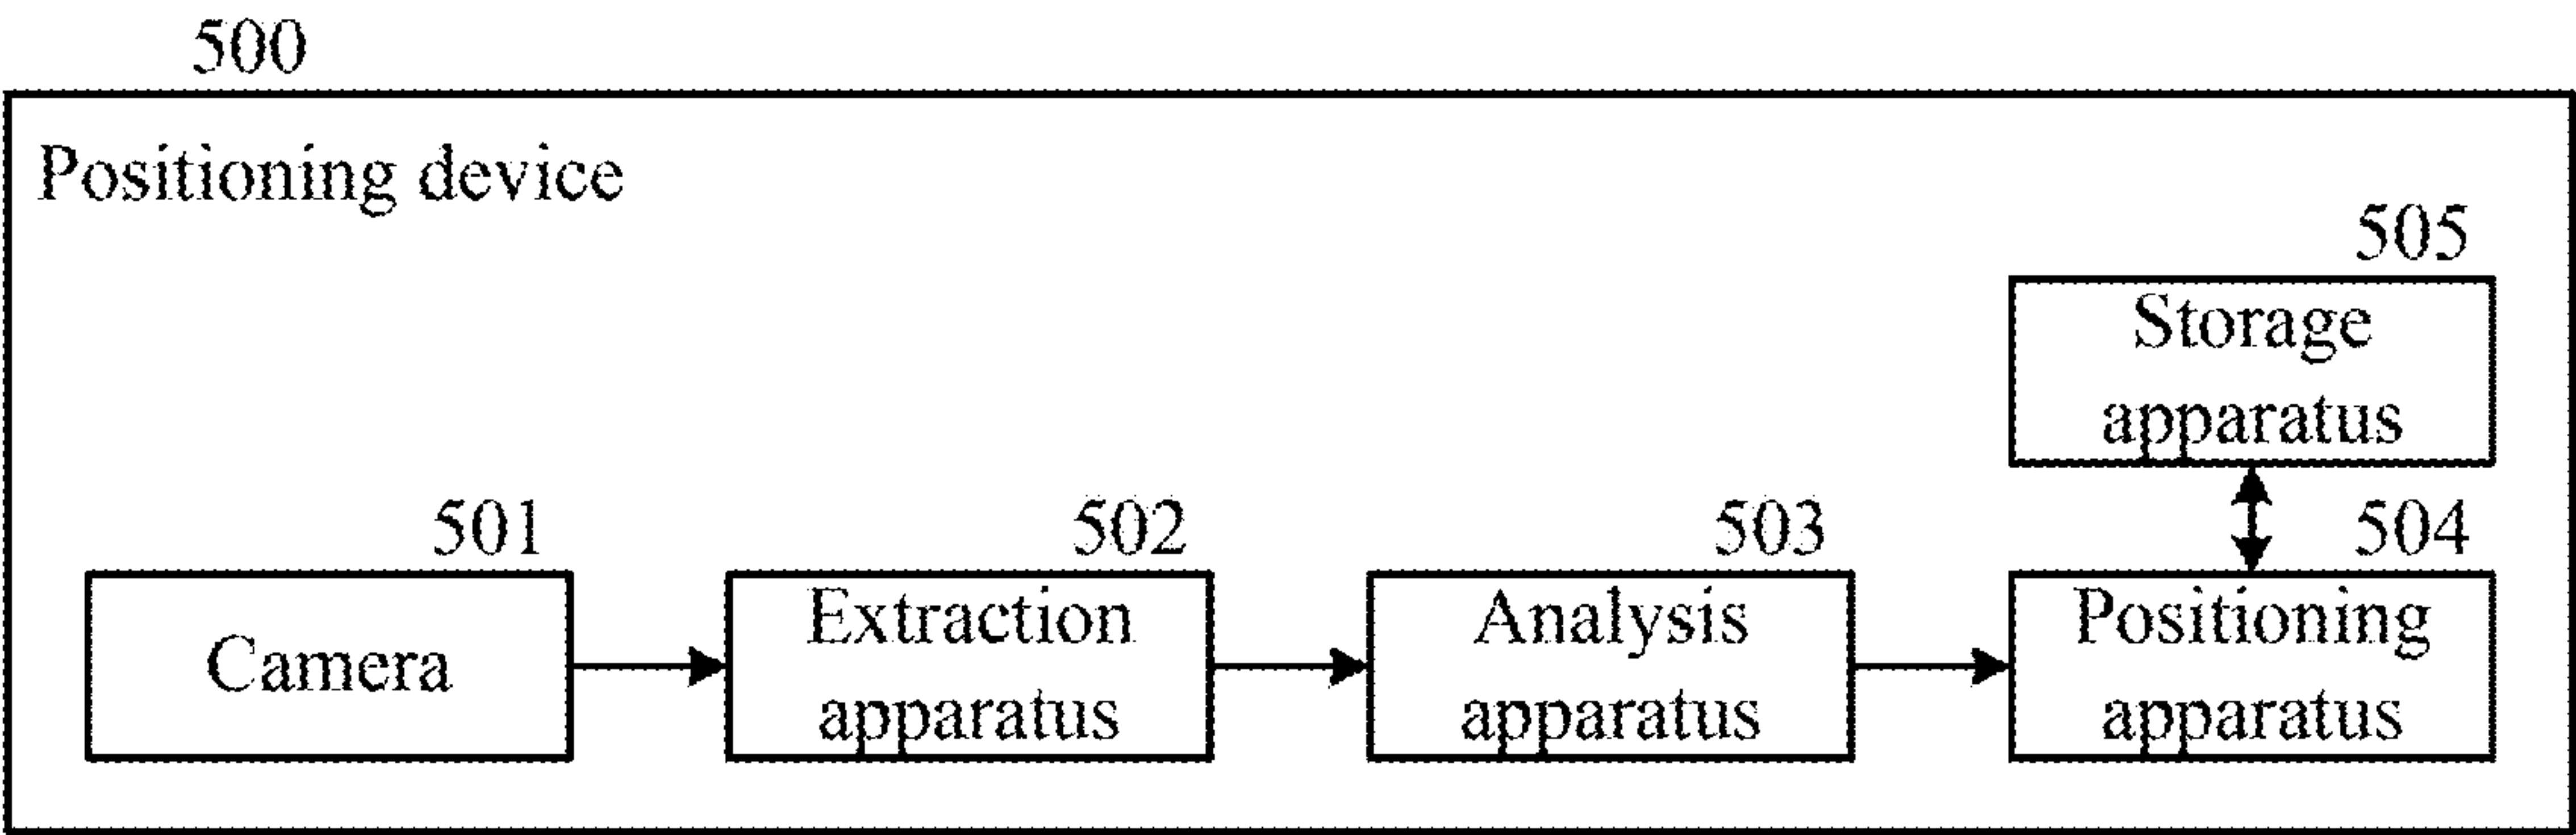 500
Positioning device
505
Storage
apparatus
501
502
503
504
Camera
Extraction
apparatus
Analysis
apparatus
Positioning
apparatus